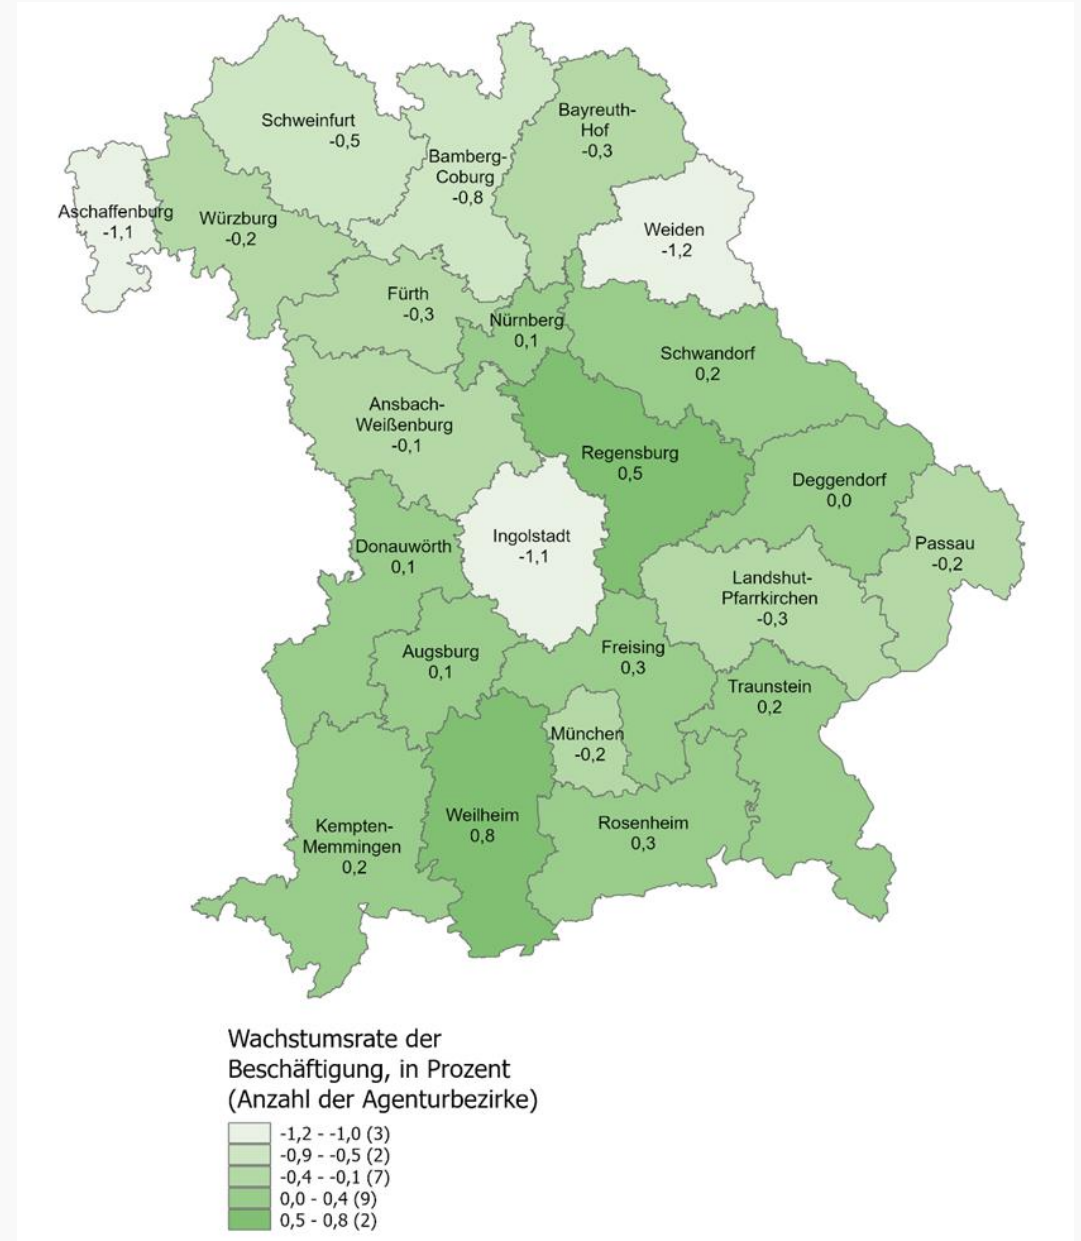 Schweinfurt
-0,5
Bayreuth-
Hof
-0,3
Bamberg-
Coburg
-0,8
Aschaffenburg
-1,1
Würzburg
-0,2
Weiden
-1,2
Fürth
-0,3
Nürnberg
0,1
Schwandorf
0,2
Ansbach-
Weißenburg
-0,1
Regensburg
0,5
Deggendorf
0,0
Ingolstadt
-1,1
Donauwörth
0,1
Passau
-0,2
Landshut-
Pfarrkirchen
-0,3
Augsburg
0,1
Freising
0,3
Traunstein
0,2
München
-0,2
Weilheim
0,8
Rosenheim
0,3
Kempten-
Memmingen
0,2
Wachstumsrate der
Beschäftigung, in Prozent
(Anzahl der Agenturbezirke)
-1,2 - -1,0 (3)
-0,9 - -0,5 (2)
-0,4 - -0,1 (7)
0,0 - 0,4 (9)
0,5 - 0,8 (2)